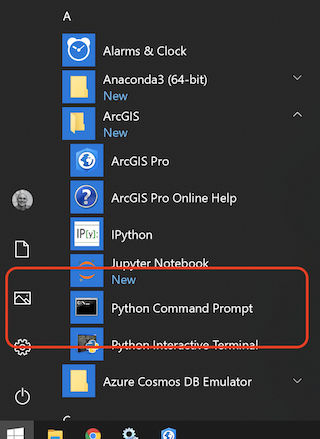 A
Alarms & Clock
Anaconda3 (64-bit)
New
ArcGIS
New
ArcGIS Pro
?
ArcGIS Pro Online Help
IP[y]:
IPython
Jupyter Notebook
New
Python Command Prompt
Python Interactive Terminal
Azure Cosmos DB Emulator